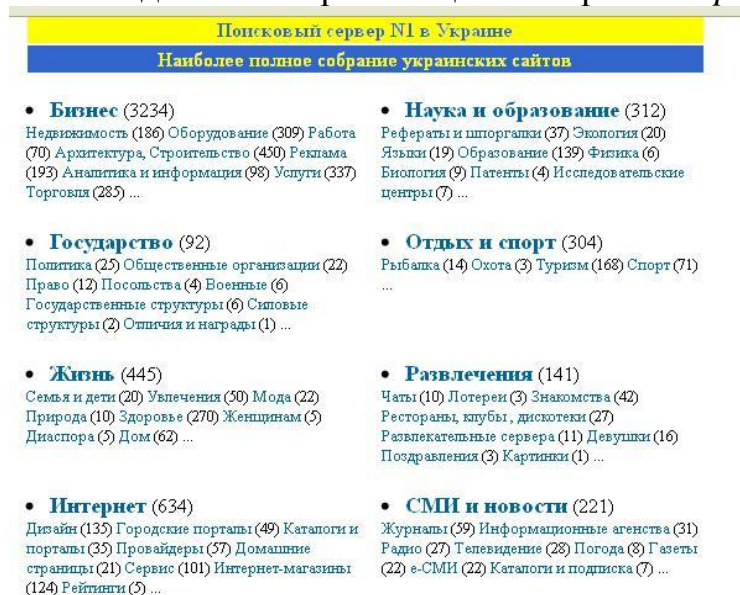 Поисковый сервер N1 в Украине
Наиболее полное собрание украинских сайтов
• Бизнес (3234)
Недвижимость (186) Оборудование (309) Работа
(70) Архитектура, Строительство (450) Реклама
(193) Аналитика и информация (98) Услуги (337)
Торговля (285) ...
• Наука и образование (312)
Рефераты и шпоргалки (37) Экология (20)
Языки (19) Образование (139) Физика (6)
Биология (9) Патенты (4) Исследовательские
центры (7) ...
• Государство (92)
Политика (25) Общественные организации (22)
Право (12) Посольства (4) Военные (6)
Государственные структуры (6) Силовые
структуры (2) Отличия и награды (1) ...
• Отдых и спорт (304)
Рыбалка (14) Охота (3) Туризм (168) Спорт (71)
...
• Жизнь (445)
Семья и дети (20) Увлечения (50) Мода (22)
Природа (10) Здоровье (270) Женщинам (5)
Диаспора (5) Дом (62) ...
• Развлечения (141)
Чаты (10) Лотереи (3) Знакомства (42)
Рестораны, клубы , дискотеки (27)
Развлекательные сервера (11) Девушки (16)
Поздравления (3) Картинки (1) ...
• Интернет (634)
Дизайн (135) Городские порталы (49) Каталоги и
порталы (35) Провайдеры (57) Домашние
страницы (21) Сервис (101) Интернет-магазины
(124) Рейтинги (5) ...
• СМИ и новости (221)
Журналы (59) Информационные агенства (31)
Радио (27) Телевидение (28) Погода (8) Газеты
(22) е-СМИ (22) Каталоги и подписка (7) ...